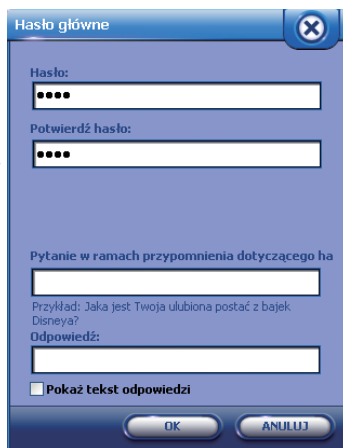 Hasło główne
Hasło:
●●●●
Potwierdź hasło:
●●●●
Pytanie w ramach przypomnienia dotyczącego ha
Przykład: Jaka jest Twoja ulubiona postać z bajek
Disneya?
Odpowiedź:
Pokaż tekst odpowiedzi
OK ANULUJ